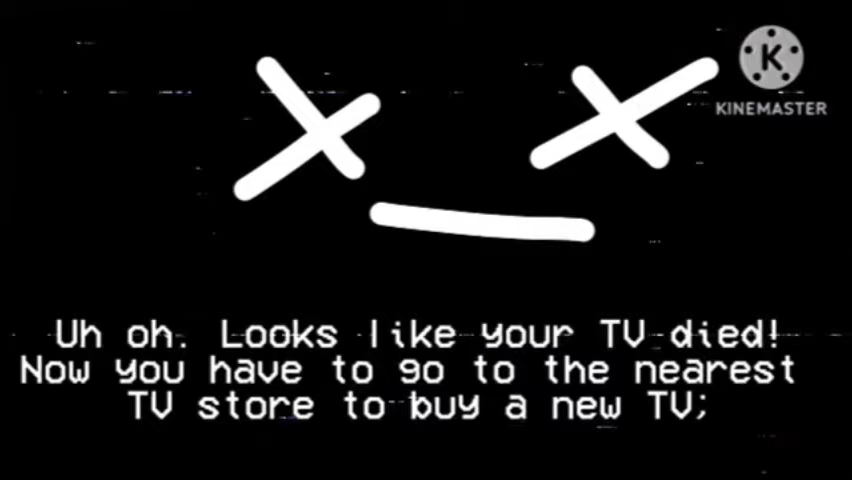 K
KINEMASTER
Uh oh. Looks like your TV died!
Now you have to go to the nearest
TV store to buy a new TV;